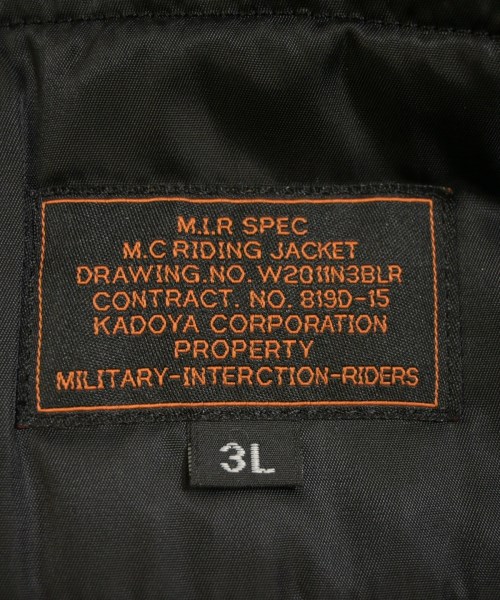 M.I.R SPEC
M.C RIDING JACKET
DRAWING.NO. W2011N3BLR
CONTRACT. NO. 819D-15
KADOYA CORPORATION
PROPERTY
MILITARY-INTERCTION-RIDERS
3L